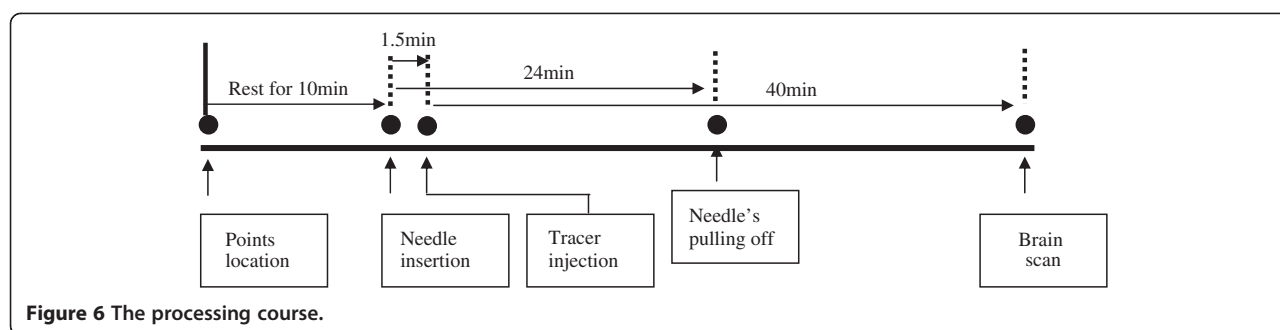 1.5min
24min
Rest for 10min
40min
Points
location
Needle
insertion
Tracer
injection
Needle’s
pulling off
Brain
scan
Figure 6 The processing course.